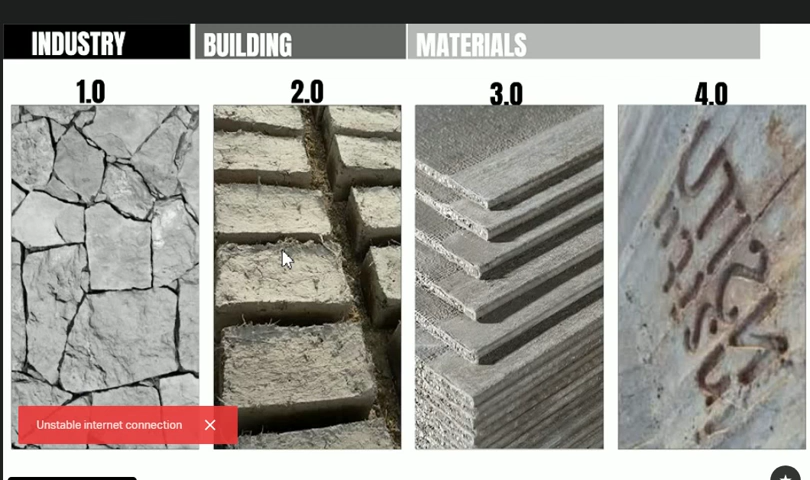 INDUSTRY BUILDING MATERIALS
1.0 2.0 3.0 4.0
Unstable internet connection